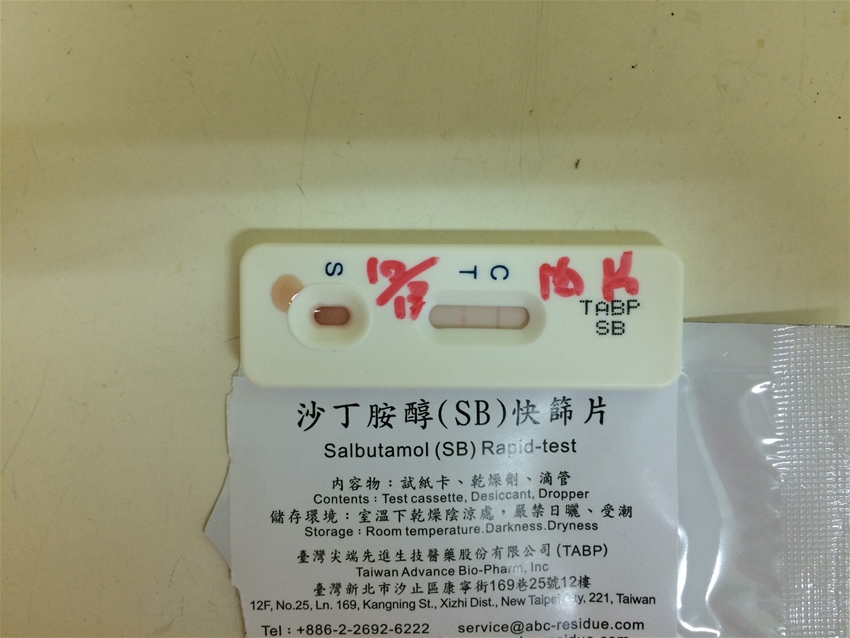 S
12/13
T
C
TABP
SB
沙丁胺醇(SB)快篩片
Salbutamol (SB) Rapid-test
內容物：試紙卡、乾燥劑、滴管
Contents：Test cassette, Desiccant, Dropper
儲存環境：室溫下乾燥陰涼處，嚴禁日曬、受潮
Storage：Room temperature.Darkness.Dryness
臺灣尖端先進生技醫藥股份有限公司(TABP)
Taiwan Advance Bio-Pharm, Inc
臺灣新北市汐止區康寧街169巷25號12樓
12F, No.25, Ln. 169, Kangning St., Xizhi Dist., New Taipei City, 221, Taiwan
Tel：+886-2-2692-6222 service@abc-residue.com